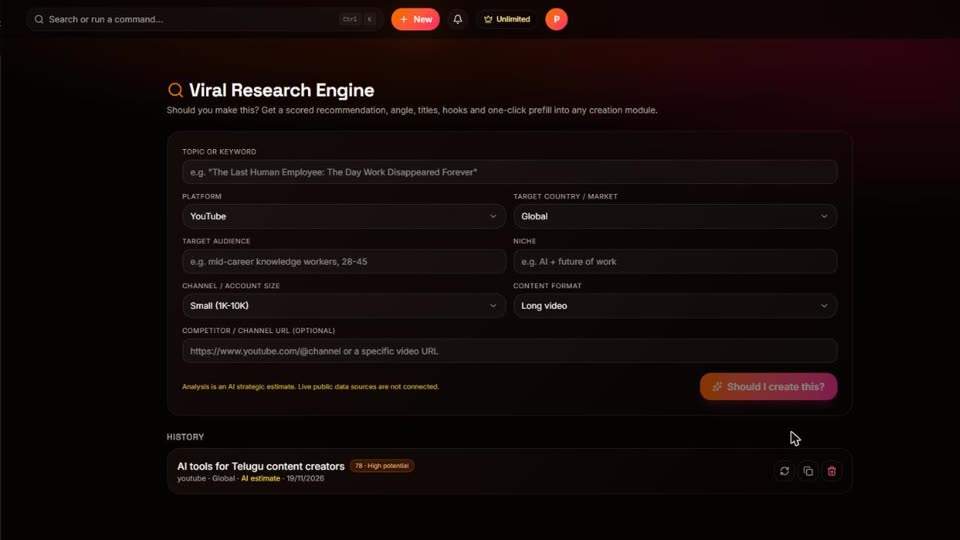 Search or run a command...
Ctrl K
New
Unlimited
P
Viral Research Engine
Should you make this? Get a scored recommendation, angle, titles, hooks and one-click prefill into any creation module.
TOPIC OR KEYWORD
e.g. "The Last Human Employee: The Day Work Disappeared Forever"
PLATFORM
TARGET COUNTRY / MARKET
YouTube
Global
TARGET AUDIENCE
NICHE
e.g. mid-career knowledge workers, 28-45
e.g. AI + future of work
CHANNEL / ACCOUNT SIZE
CONTENT FORMAT
Small (1K-10K)
Long video
COMPETITOR / CHANNEL URL (OPTIONAL)
https://www.youtube.com/@channel or a specific video URL
Analysis is an AI strategic estimate. Live public data sources are not connected.
Should I create this?
HISTORY
AI tools for Telugu content creators 78 · High potential
youtube · Global · AI estimate · 19/11/2026